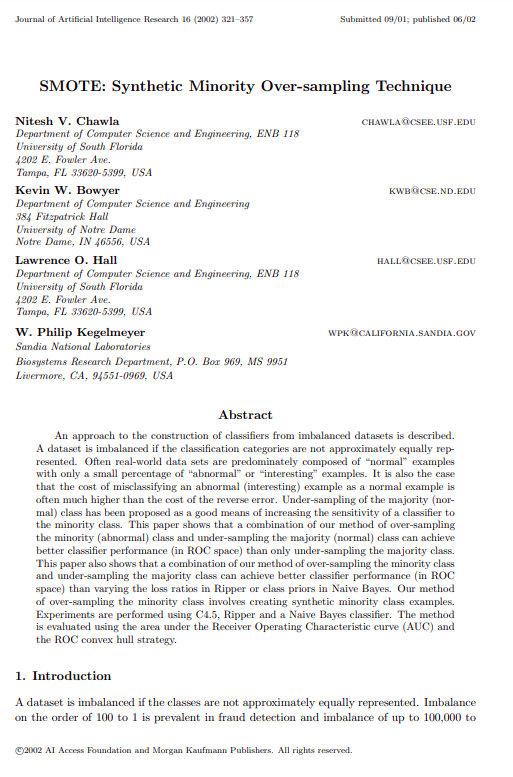 Journal of Artificial Intelligence Research 16 (2002) 321–357 Submitted 09/01; published 06/02
SMOTE: Synthetic Minority Over-sampling Technique
Nitesh V. Chawla CHAWLA@CSEE.USF.EDU
Department of Computer Science and Engineering, ENB 118
University of South Florida
4202 E. Fowler Ave.
Tampa, FL 33620-5399, USA
Kevin W. Bowyer KWB@CSE.ND.EDU
Department of Computer Science and Engineering
384 Fitzpatrick Hall
University of Notre Dame
Notre Dame, IN 46556, USA
Lawrence O. Hall HALL@CSEE.USF.EDU
Department of Computer Science and Engineering, ENB 118
University of South Florida
4202 E. Fowler Ave.
Tampa, FL 33620-5399, USA
W. Philip Kegelmeyer WPK@CALIFORNIA.SANDIA.GOV
Sandia National Laboratories
Biosystems Research Department, P.O. Box 969, MS 9951
Livermore, CA, 94551-0969, USA
Abstract
An approach to the construction of classifiers from imbalanced datasets is described.
A dataset is imbalanced if the classification categories are not approximately equally rep-
resented. Often real-world data sets are predominately composed of “normal” examples
with only a small percentage of “abnormal” or “interesting” examples. It is also the case
that the cost of misclassifying an abnormal (interesting) example as a normal example is
often much higher than the cost of the reverse error. Under-sampling of the majority (nor-
mal) class has been proposed as a good means of increasing the sensitivity of a classifier to
the minority class. This paper shows that a combination of our method of over-sampling
the minority (abnormal) class and under-sampling the majority (normal) class can achieve
better classifier performance (in ROC space) than only under-sampling the majority class.
This paper also shows that a combination of our method of over-sampling the minority class
and under-sampling the majority class can achieve better classifier performance (in ROC
space) than varying the loss ratios in Ripper or class priors in Naive Bayes. Our method
of over-sampling the minority class involves creating synthetic minority class examples.
Experiments are performed using C4.5, Ripper and a Naive Bayes classifier. The method
is evaluated using the area under the Receiver Operating Characteristic curve (AUC) and
the ROC convex hull strategy.
1. Introduction
A dataset is imbalanced if the classes are not approximately equally represented. Imbalance
on the order of 100 to 1 is prevalent in fraud detection and imbalance of up to 100,000 to
©2002 AI Access Foundation and Morgan Kaufmann Publishers. All rights reserved.